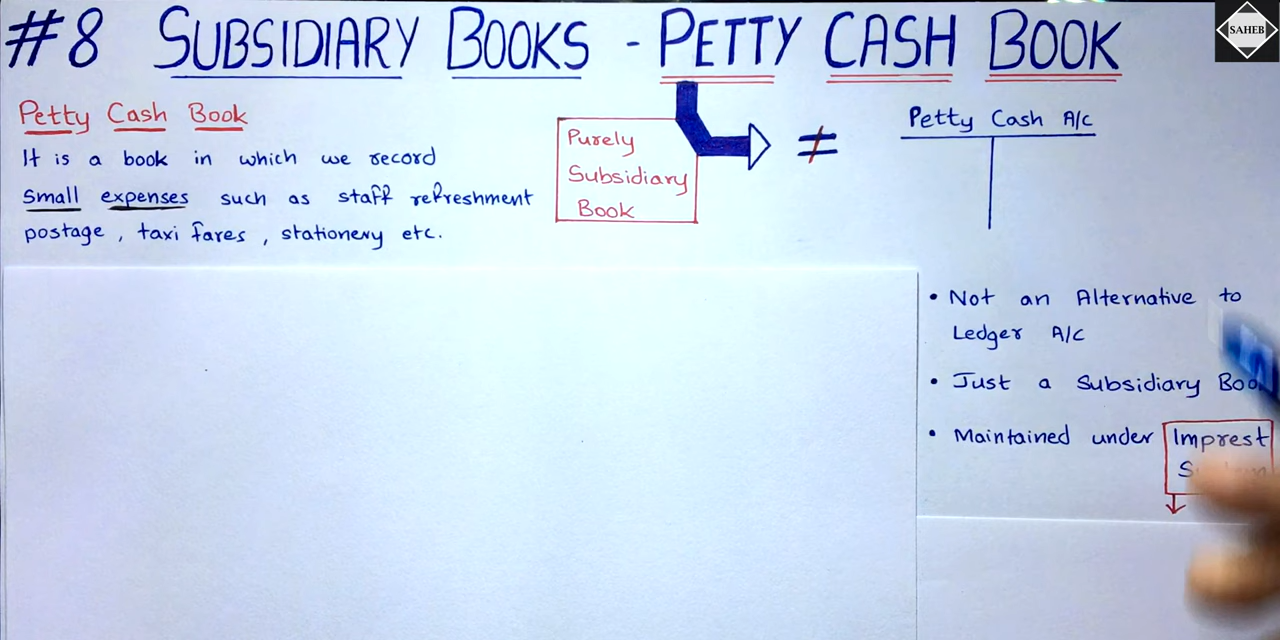 #8 SUBSIDIARY BOOKS - PETTY CASH BOOK
SAHEB
Petty Cash Book
It is a book in which we record
Small expenses such as staff refreshment
postage, taxi fares, stationery etc.
Purely
Subsidiary
Book
≠
Petty Cash A/c
• Not an Alternative to
Ledger A/c
• Just a Subsidiary Book
• Maintained under Imprest